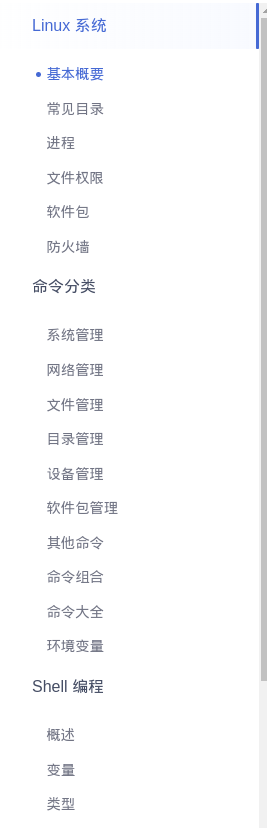 Linux 系统
基本概要
常见目录
进程
文件权限
软件包
防火墙
命令分类
系统管理
网络管理
文件管理
目录管理
设备管理
软件包管理
其他命令
命令组合
命令大全
环境变量
Shell 编程
概述
变量
类型